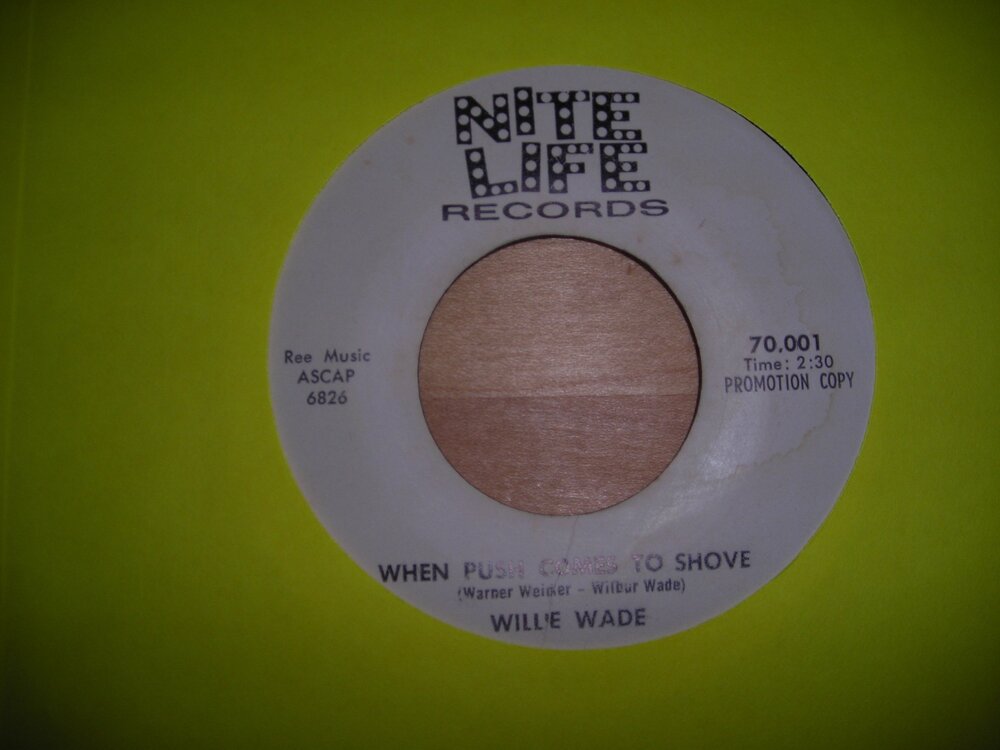 NITE
LIFE
RECORDS
Ree Music
ASCAP
6826
70,001
Time: 2:30
PROMOTION COPY
WHEN PUSH COMES TO SHOVE
(Warner Weidler - Wilbur Wade)
WILLIE WADE